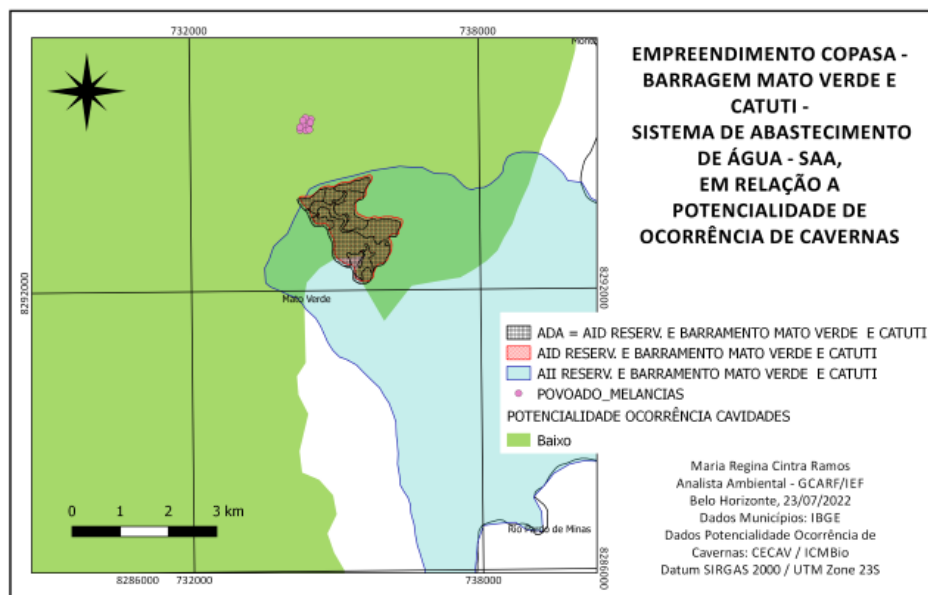 732000
738000
EMPREENDIMENTO COPASA -
BARRAGEM MATO VERDE E
CATUTI -
SISTEMA DE ABASTECIMENTO
DE ÁGUA - SAA,
EM RELAÇÃO A
POTENCIALIDADE DE
OCORRÊNCIA DE CAVERNAS
8292000
8292000
Mato Verde
ADA = AID RESERV. E BARRAMENTO MATO VERDE E CATUTI
AID RESERV. E BARRAMENTO MATO VERDE E CATUTI
AII RESERV. E BARRAMENTO MATO VERDE E CATUTI
POVOADO_MELANCIAS
POTENCIALIDADE OCORRÊNCIA CAVIDADES
Baixo
Maria Regina Cintra Ramos
Analista Ambiental - GCARF/IEF
Belo Horizonte, 23/07/2022
Dados Municípios: IBGE
Dados Potencialidade Ocorrência de
Cavernas: CECAV / ICMBio
Datum SIRGAS 2000 / UTM Zone 23S
0 1 2 3 km
Rio Pardo de Minas
8286000
732000
738000
8286000